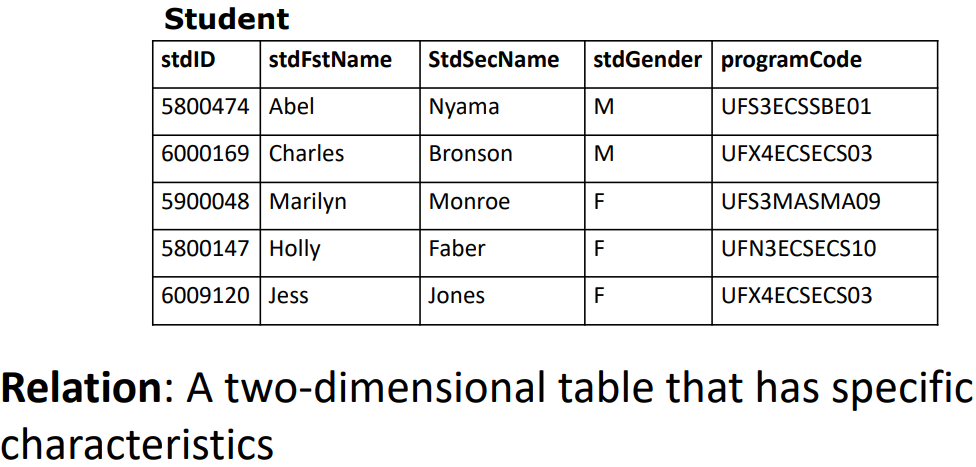 Student
stdID stdFstName StdSecName stdGender programCode
5800474 Abel Nyama M UFS3ECSSBE01
6000169 Charles Bronson M UFX4ECSECS03
5900048 Marilyn Monroe F UFS3MASMA09
5800147 Holly Faber F UFN3ECSECS10
6009120 Jess Jones F UFX4ECSECS03
Relation: A two-dimensional table that has specific
characteristics